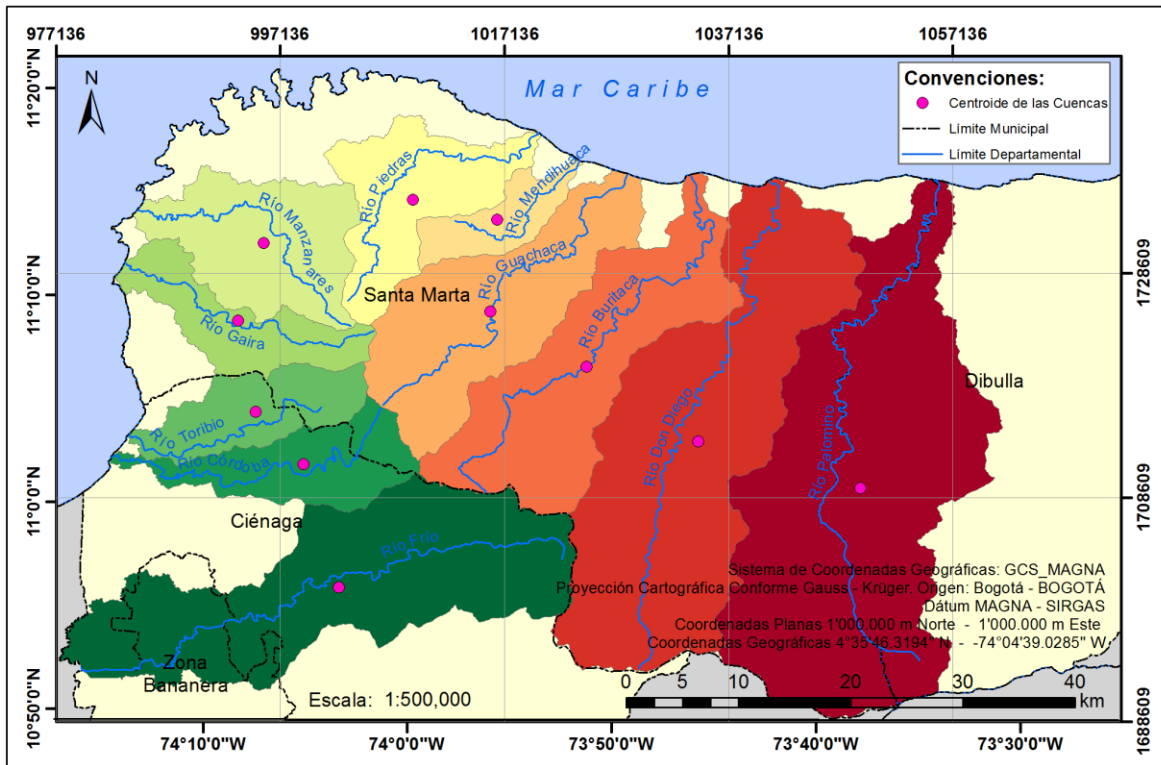 977136
997136
1017136
1037136
1057136
11°20'0"N
11°10'0"N
11°0'0"N
10°50'0"N
N
Mar Caribe
Convenciones:
Centroide de las Cuencas
Límite Municipal
Límite Departamental
Río Piedras
Río Mendihuaca
Río Manzanares
Río Guachaca
Santa Marta
Río Buritaca
Río Gaira
Dibulla
Río Don Diego
Río Palomino
Río Toribio
Río Córdoba
Ciénaga
Río Frío
Zona
Bananera
Sistema de Coordenadas Geográficas: GCS_MAGNA
Proyección Cartográfica Conforme Gauss - Krüger. Origen: Bogotá - BOGOTÁ
Dátum MAGNA - SIRGAS
Coordenadas Planas 1'000.000 m Norte - 1'000.000 m Este
Coordenadas Geográficas 4°35'46.3194" N - -74°04'39.0285" W
Escala: 1:500,000
0 5 10 20 30 40
km
1728609
1708609
1688609
74°10'0"W
74°0'0"W
73°50'0"W
73°40'0"W
73°30'0"W